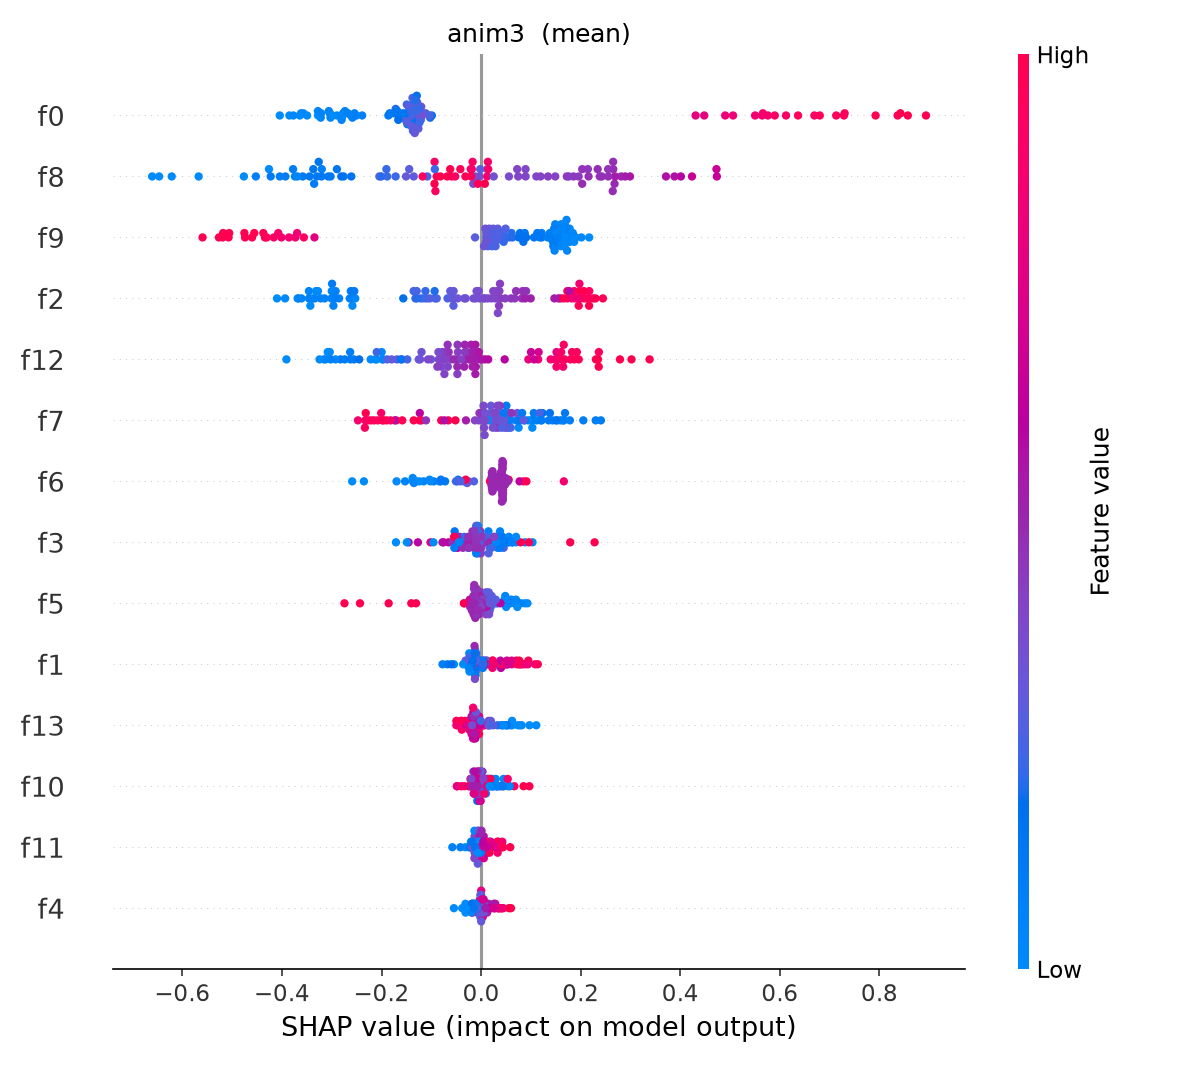 anim3  (mean)
High
f0
f8
f9
f2
f12
f7
f6
f3
f5
f1
f13
f10
f11
f4
Feature value
Low
−0.6 −0.4 −0.2 0.0 0.2 0.4 0.6 0.8
SHAP value (impact on model output)